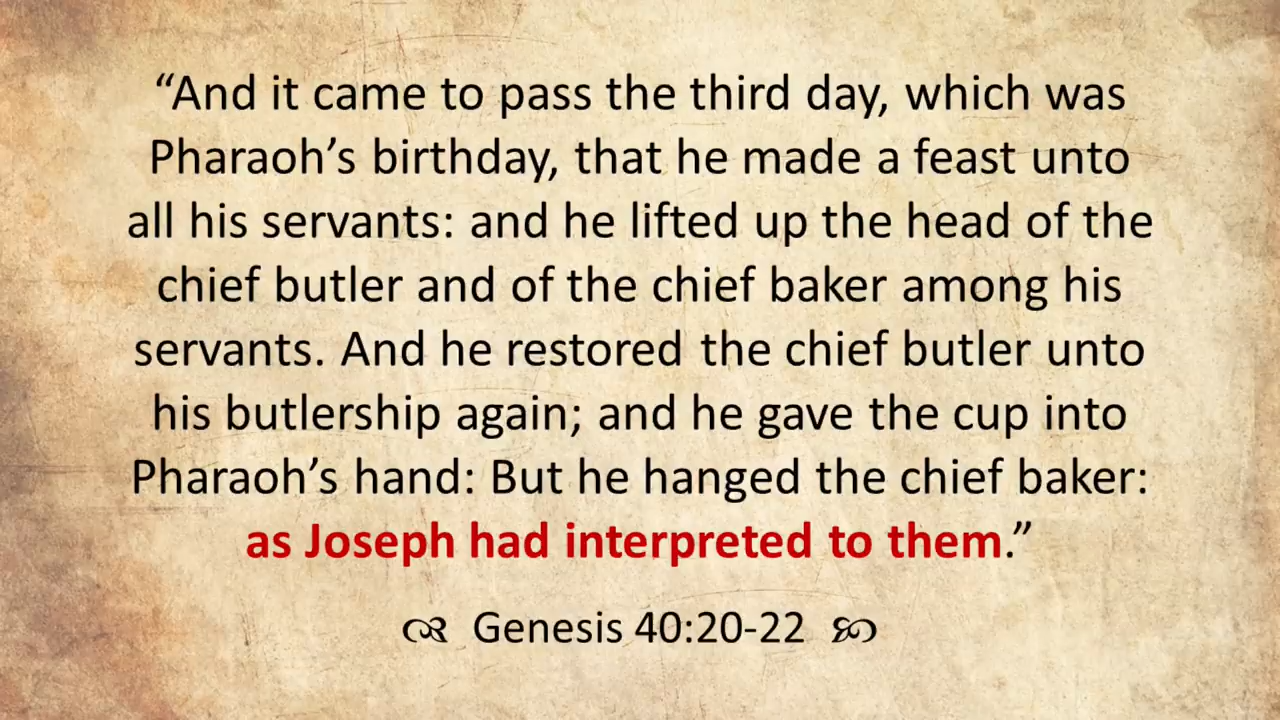 “And it came to pass the third day, which was
Pharaoh’s birthday, that he made a feast unto
all his servants: and he lifted up the head of the
chief butler and of the chief baker among his
servants. And he restored the chief butler unto
his butlership again; and he gave the cup into
Pharaoh’s hand: But he hanged the chief baker:
as Joseph had interpreted to them.”
Genesis 40:20-22